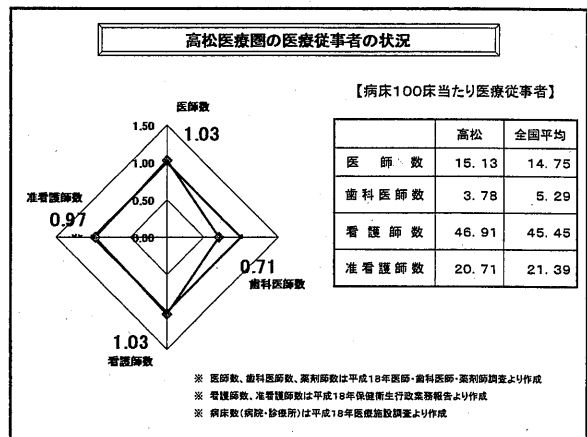 高松医療圏の医療従事者の状況
【病床100床当たり医療従事者】
医師数
1.03
1.50
1.00
0.50
0.00
准看護師数
0.97
0.71
歯科医師数
1.03
看護師数
高松 全国平均
医師数 15.13 14.75
歯科医師数 3.78 5.29
看護師数 46.91 45.45
准看護師数 20.71 21.39
※ 医師数、歯科医師数、薬剤師数は平成18年医師・歯科医師・薬剤師調査より作成
※ 看護師数、准看護師数は平成18年保健衛生行政業務報告より作成
※ 病床数(病院・診療所)は平成18年医療施設調査より作成